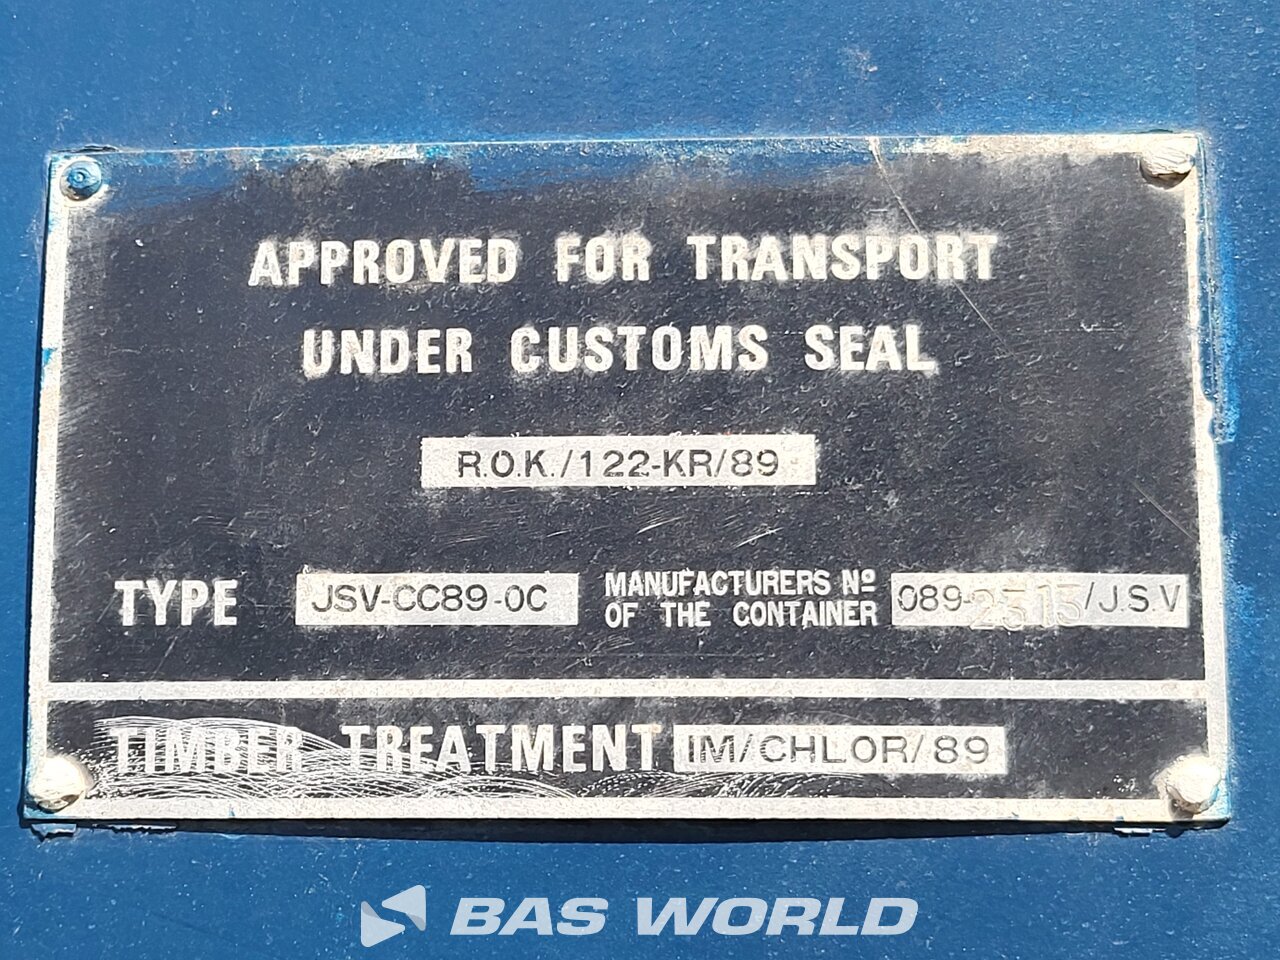 APPROVED FOR TRANSPORT
UNDER CUSTOMS SEAL
R.O.K./122-KR/89
TYPE JSV-CC89-0C MANUFACTURERS Nº
OF THE CONTAINER 089-2313/J.S.V
TIMBER TREATMENT IM/CHLOR/89
BAS WORLD